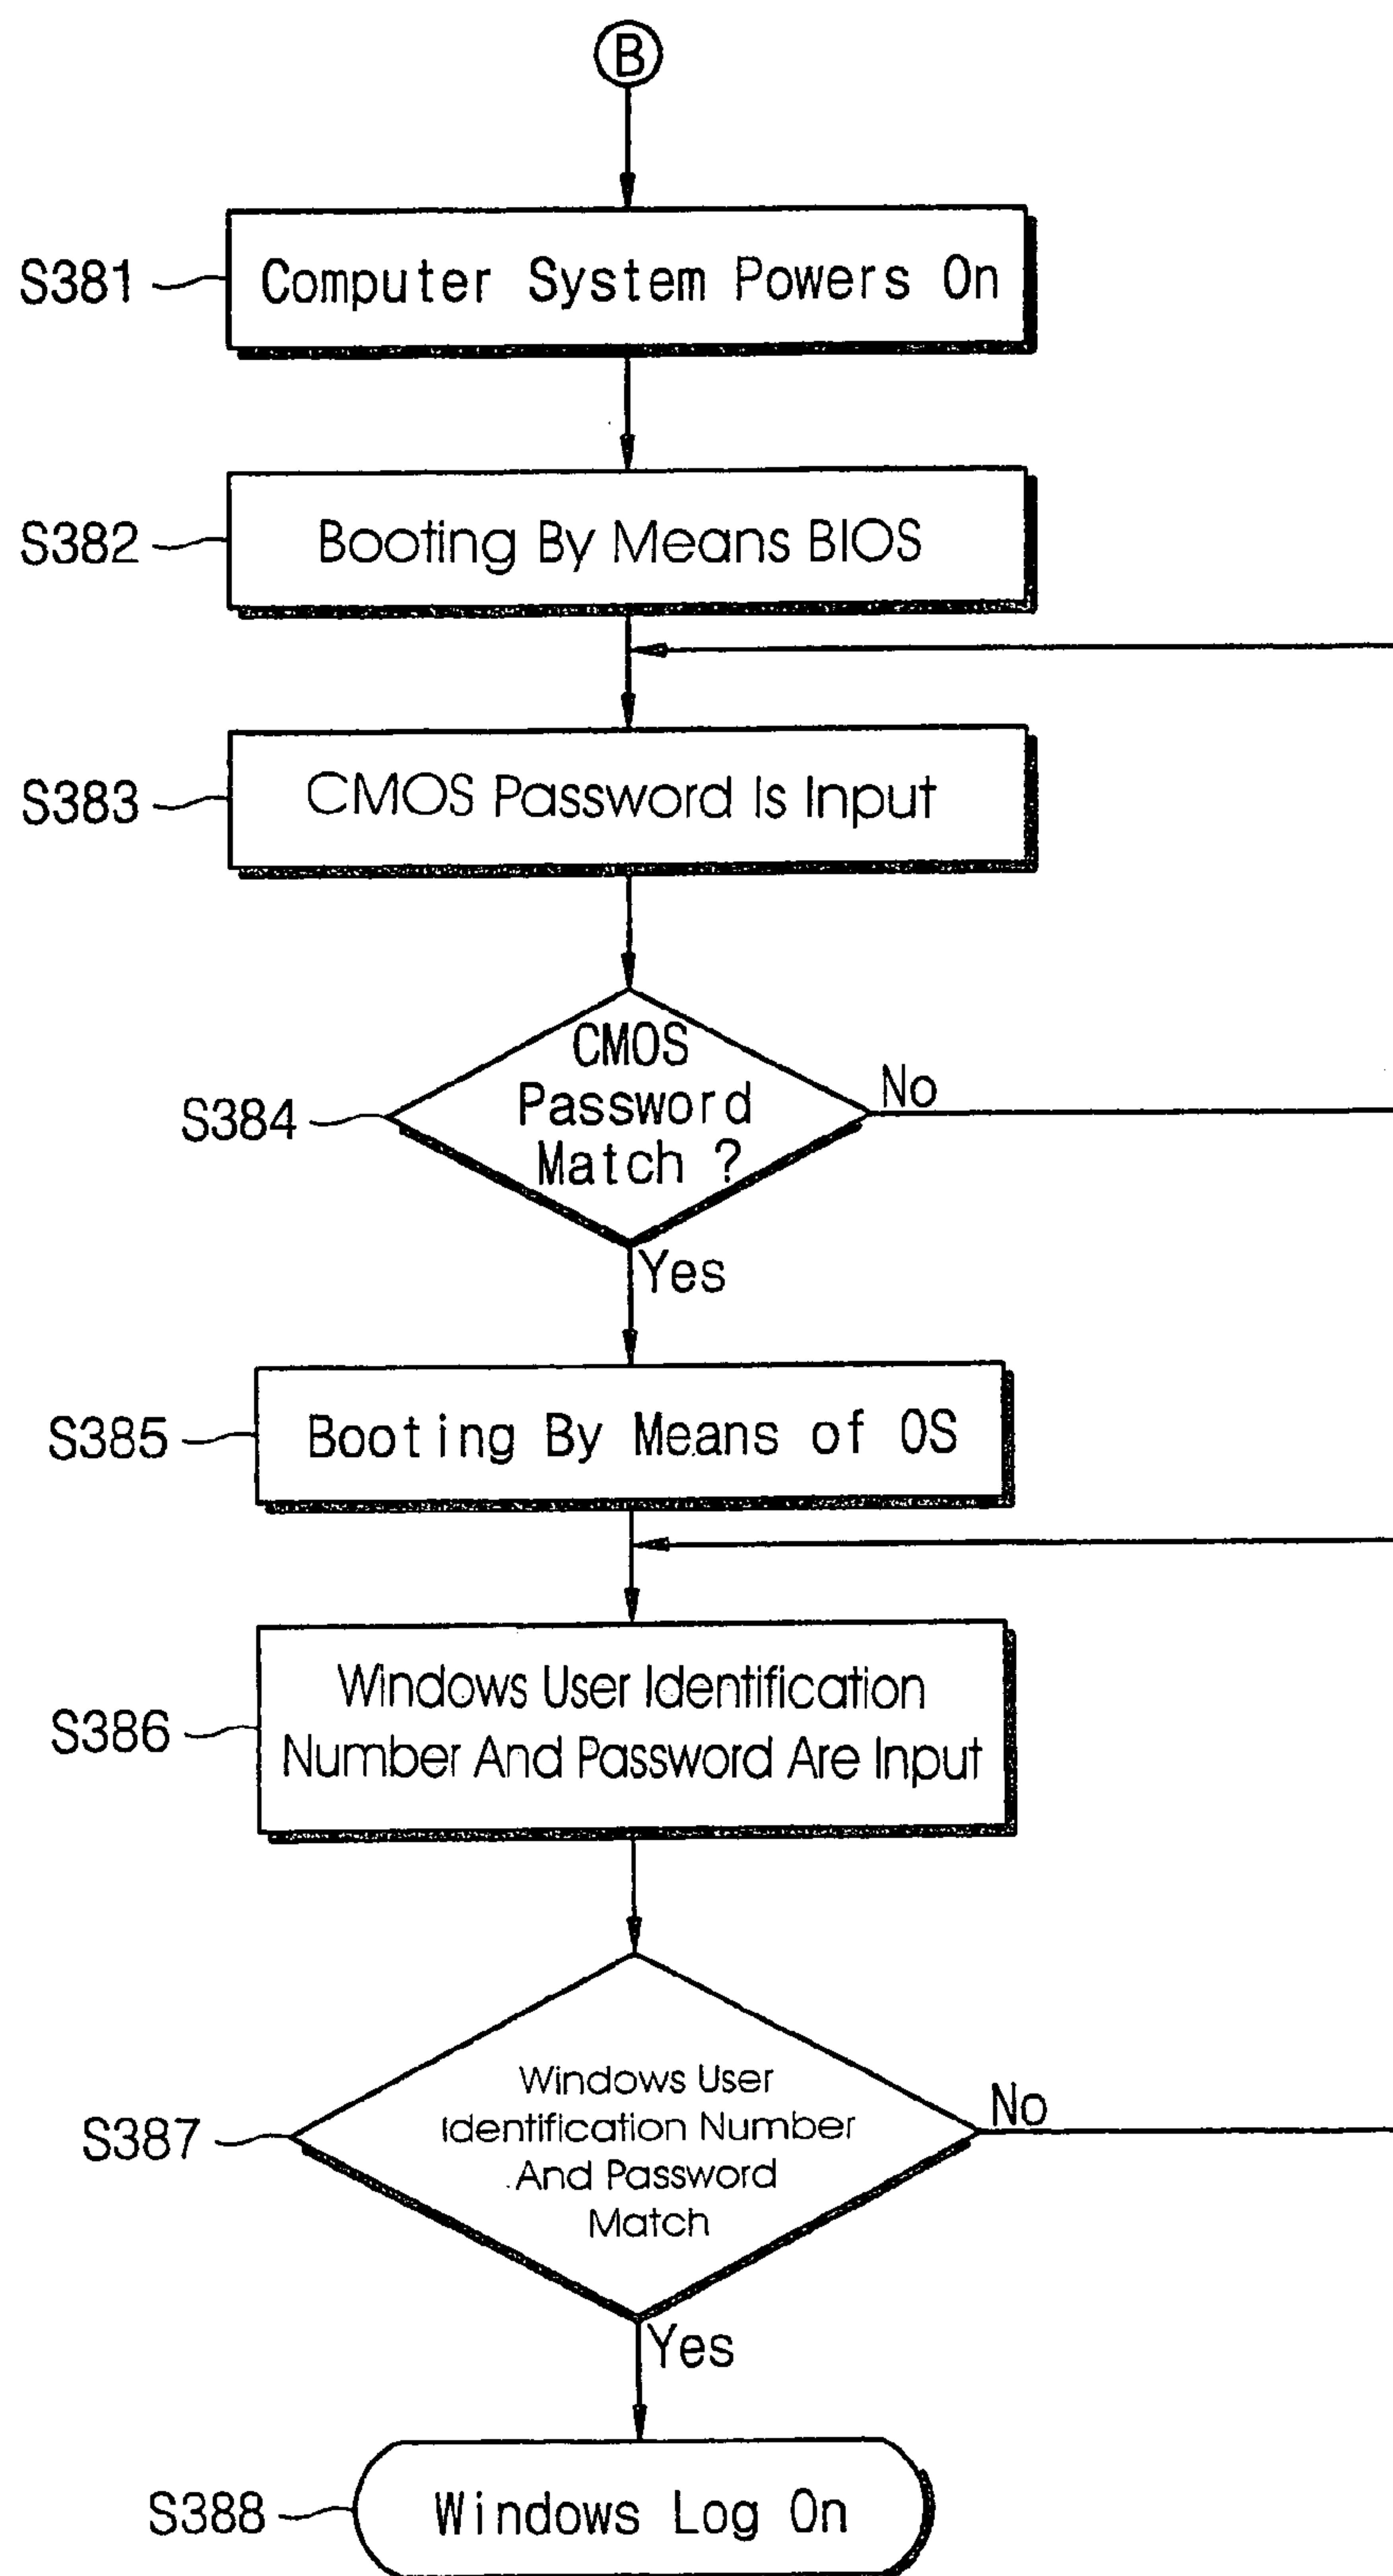 B
S381
Computer System Powers On
S382
Booting By Means BIOS
S383
CMOS Password Is Input
S384
CMOS
Password
Match ?
No
Yes
S385
Booting By Means of OS
S386
Windows User Identification
Number And Password Are Input
S387
Windows User
Identification Number
And Password
Match
No
Yes
S388
Windows Log On